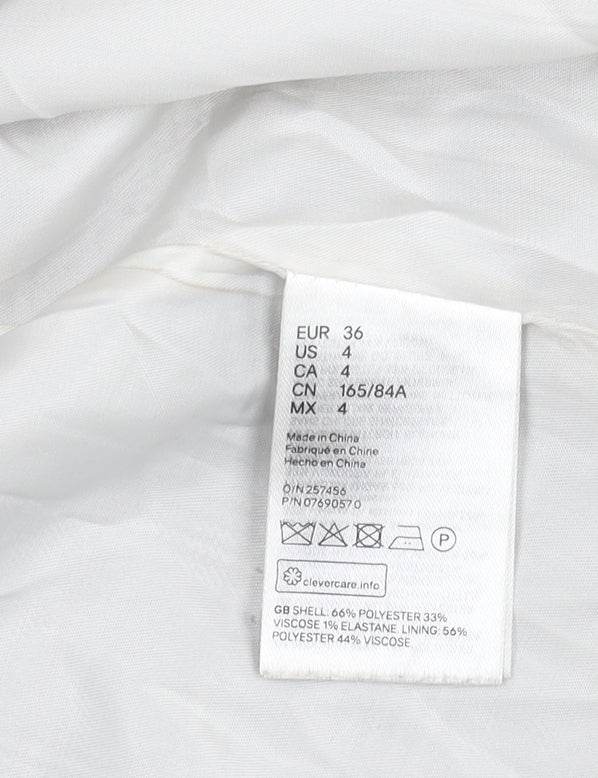 EUR 36
US 4
CA 4
CN 165/84A
MX 4
Made in China
Fabriqué en Chine
Hecho en China
O/N 257456
P/N 07690570
P
clevercare.info
GB SHELL: 66% POLYESTER 33%
VISCOSE 1% ELASTANE. LINING: 56%
POLYESTER 44% VISCOSE